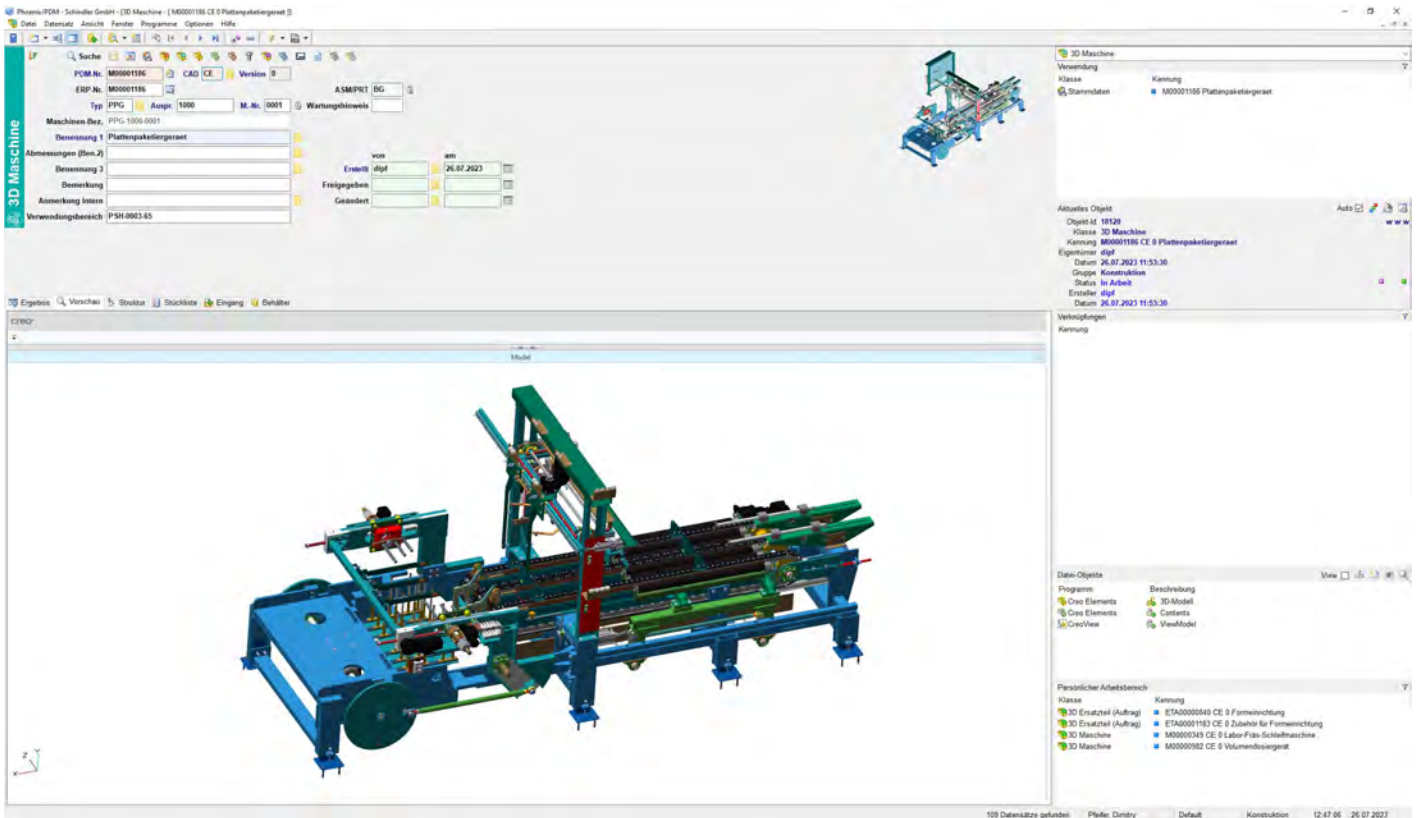 Phoenix/PDM - Schindler GmbH - [3D Maschine - [ M00001186 CE 0 Plattenpaketiergeraet ]]
Datei Datensatz Ansicht Fenster Programme Optionen Hilfe
Suche
PDM-Nr. M00001186 CAD CE Version 0
ERP-Nr. M00001186 ASM/PRT BG
Typ PPG Auspr. 1000 M.-Nr. 0001 Wartungshinweis
Maschinen-Bez. PPG-1000-0001
Benennung 1 Plattenpaketiergeraet
Abmessungen (Ben.2) von am
Benennung 3 Erstellt dipf 26.07.2023
Bemerkung Freigegeben
Anmerkung Intern Geändert
Verwendungsbereich PSH-0003-65
3D Maschine
Ergebnis Vorschau Struktur Stückliste Eingang Behälter
creo
Model
Z Y
X
3D Maschine
Verwendung
Klasse Kennung
Stammdaten M00001186 Plattenpaketiergeraet
Aktuelles Objekt Auto
Objekt-Id 18120 w w w
Klasse 3D Maschine
Kennung M00001186 CE 0 Plattenpaketiergeraet
Eigentümer dipf
Datum 26.07.2023 11:53:30
Gruppe Konstruktion
Status In Arbeit
Ersteller dipf
Datum 26.07.2023 11:53:30
Verknüpfungen
Kennung
Datei-Objekte View
Programm Beschreibung
Creo Elements 3D-Modell
Creo Elements Contents
CreoView ViewModel
Persönlicher Arbeitsbereich
Klasse Kennung
3D Ersatzteil (Auftrag) ETA00000840 CE 0 Formeinrichtung
3D Ersatzteil (Auftrag) ETA00001183 CE 0 Zubehör für Formeinrichtung
3D Maschine M00000349 CE 0 Labor-Fräs-Schleifmaschine
3D Maschine M00000982 CE 0 Volumendosiergerät
109 Datensätze gefunden Pfeifer, Dimitry Default Konstruktion 12:47:06 26.07.2023